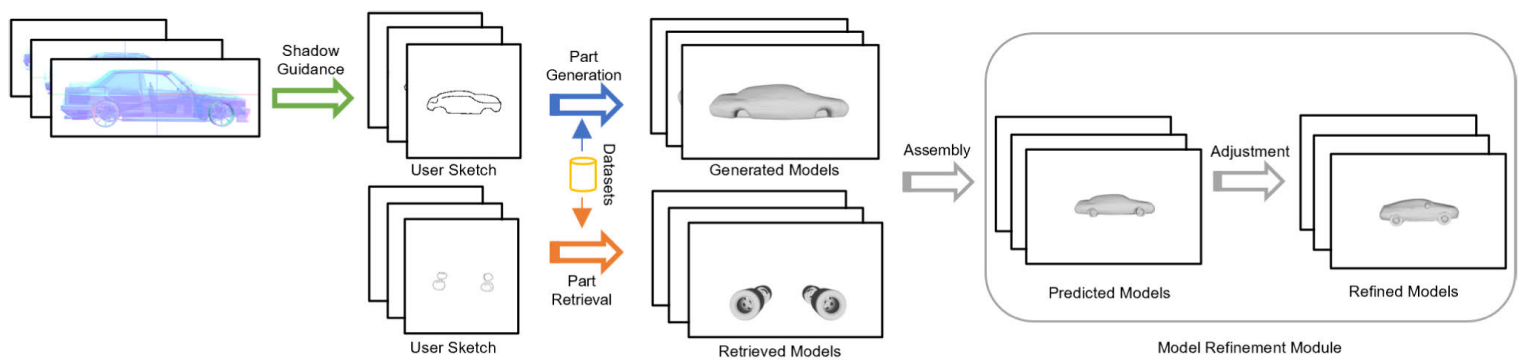 Shadow
Guidance
User Sketch
Part
Generation
Datasets
Generated Models
User Sketch
Part
Retrieval
Retrieved Models
Assembly
Predicted Models
Adjustment
Refined Models
Model Refinement Module